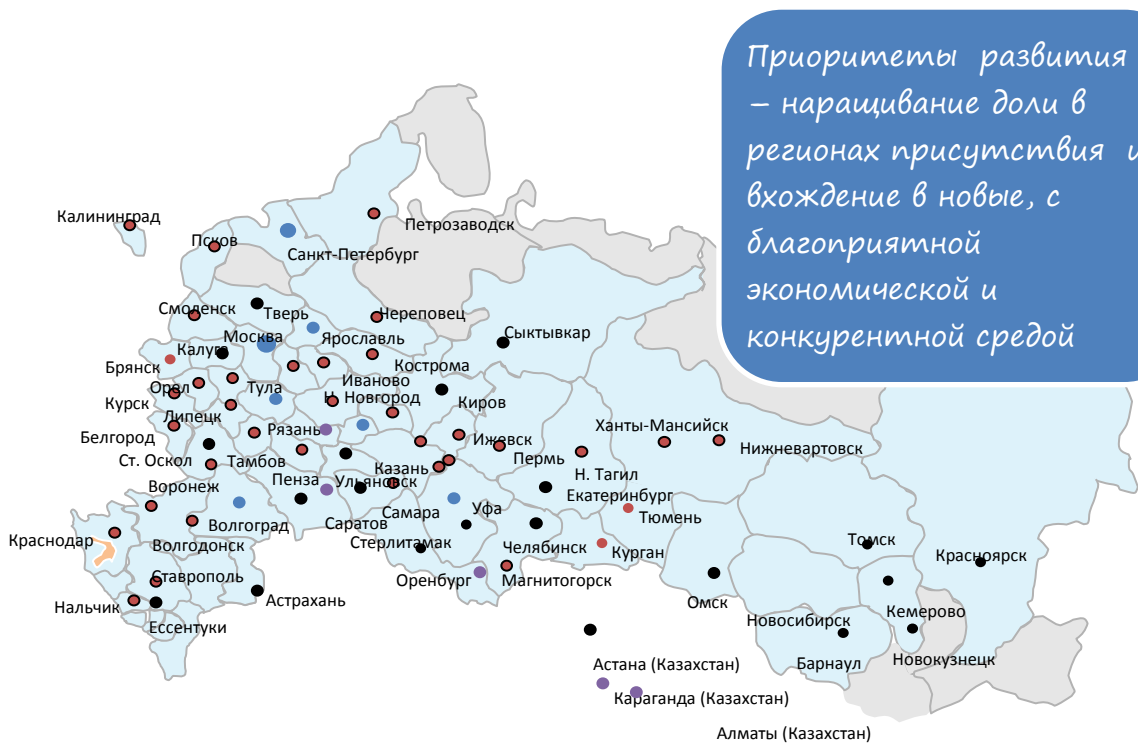 Приоритеты развития
– наращивание доли в
регионах присутствия и
вхождение в новые, с
благоприятной
экономической и
конкурентной средой
Калининград
Петрозаводск
Псков
Санкт-Петербург
Смоленск
Тверь
Череповец
Москва
Сыктывкар
Калуга
Ярославль
Брянск
Кострома
Орел
Тула
Иваново
Курск
Н. Новгород
Киров
Липецк
Ханты-Мансийск
Белгород
Рязань
Ижевск
Нижневартовск
Ст. Оскол
Тамбов
Казань
Пермь
Н. Тагил
Пенза
Ульяновск
Воронеж
Екатеринбург
Самара
Уфа
Тюмень
Волгоград
Саратов
Краснодар
Волгодонск
Стерлитамак
Челябинск
Курган
Томск
Красноярск
Ставрополь
Оренбург
Магнитогорск
Нальчик
Астрахань
Омск
Кемерово
Ессентуки
Новосибирск
Барнаул
Новокузнецк
Астана (Казахстан)
Караганда (Казахстан)
Алматы (Казахстан)